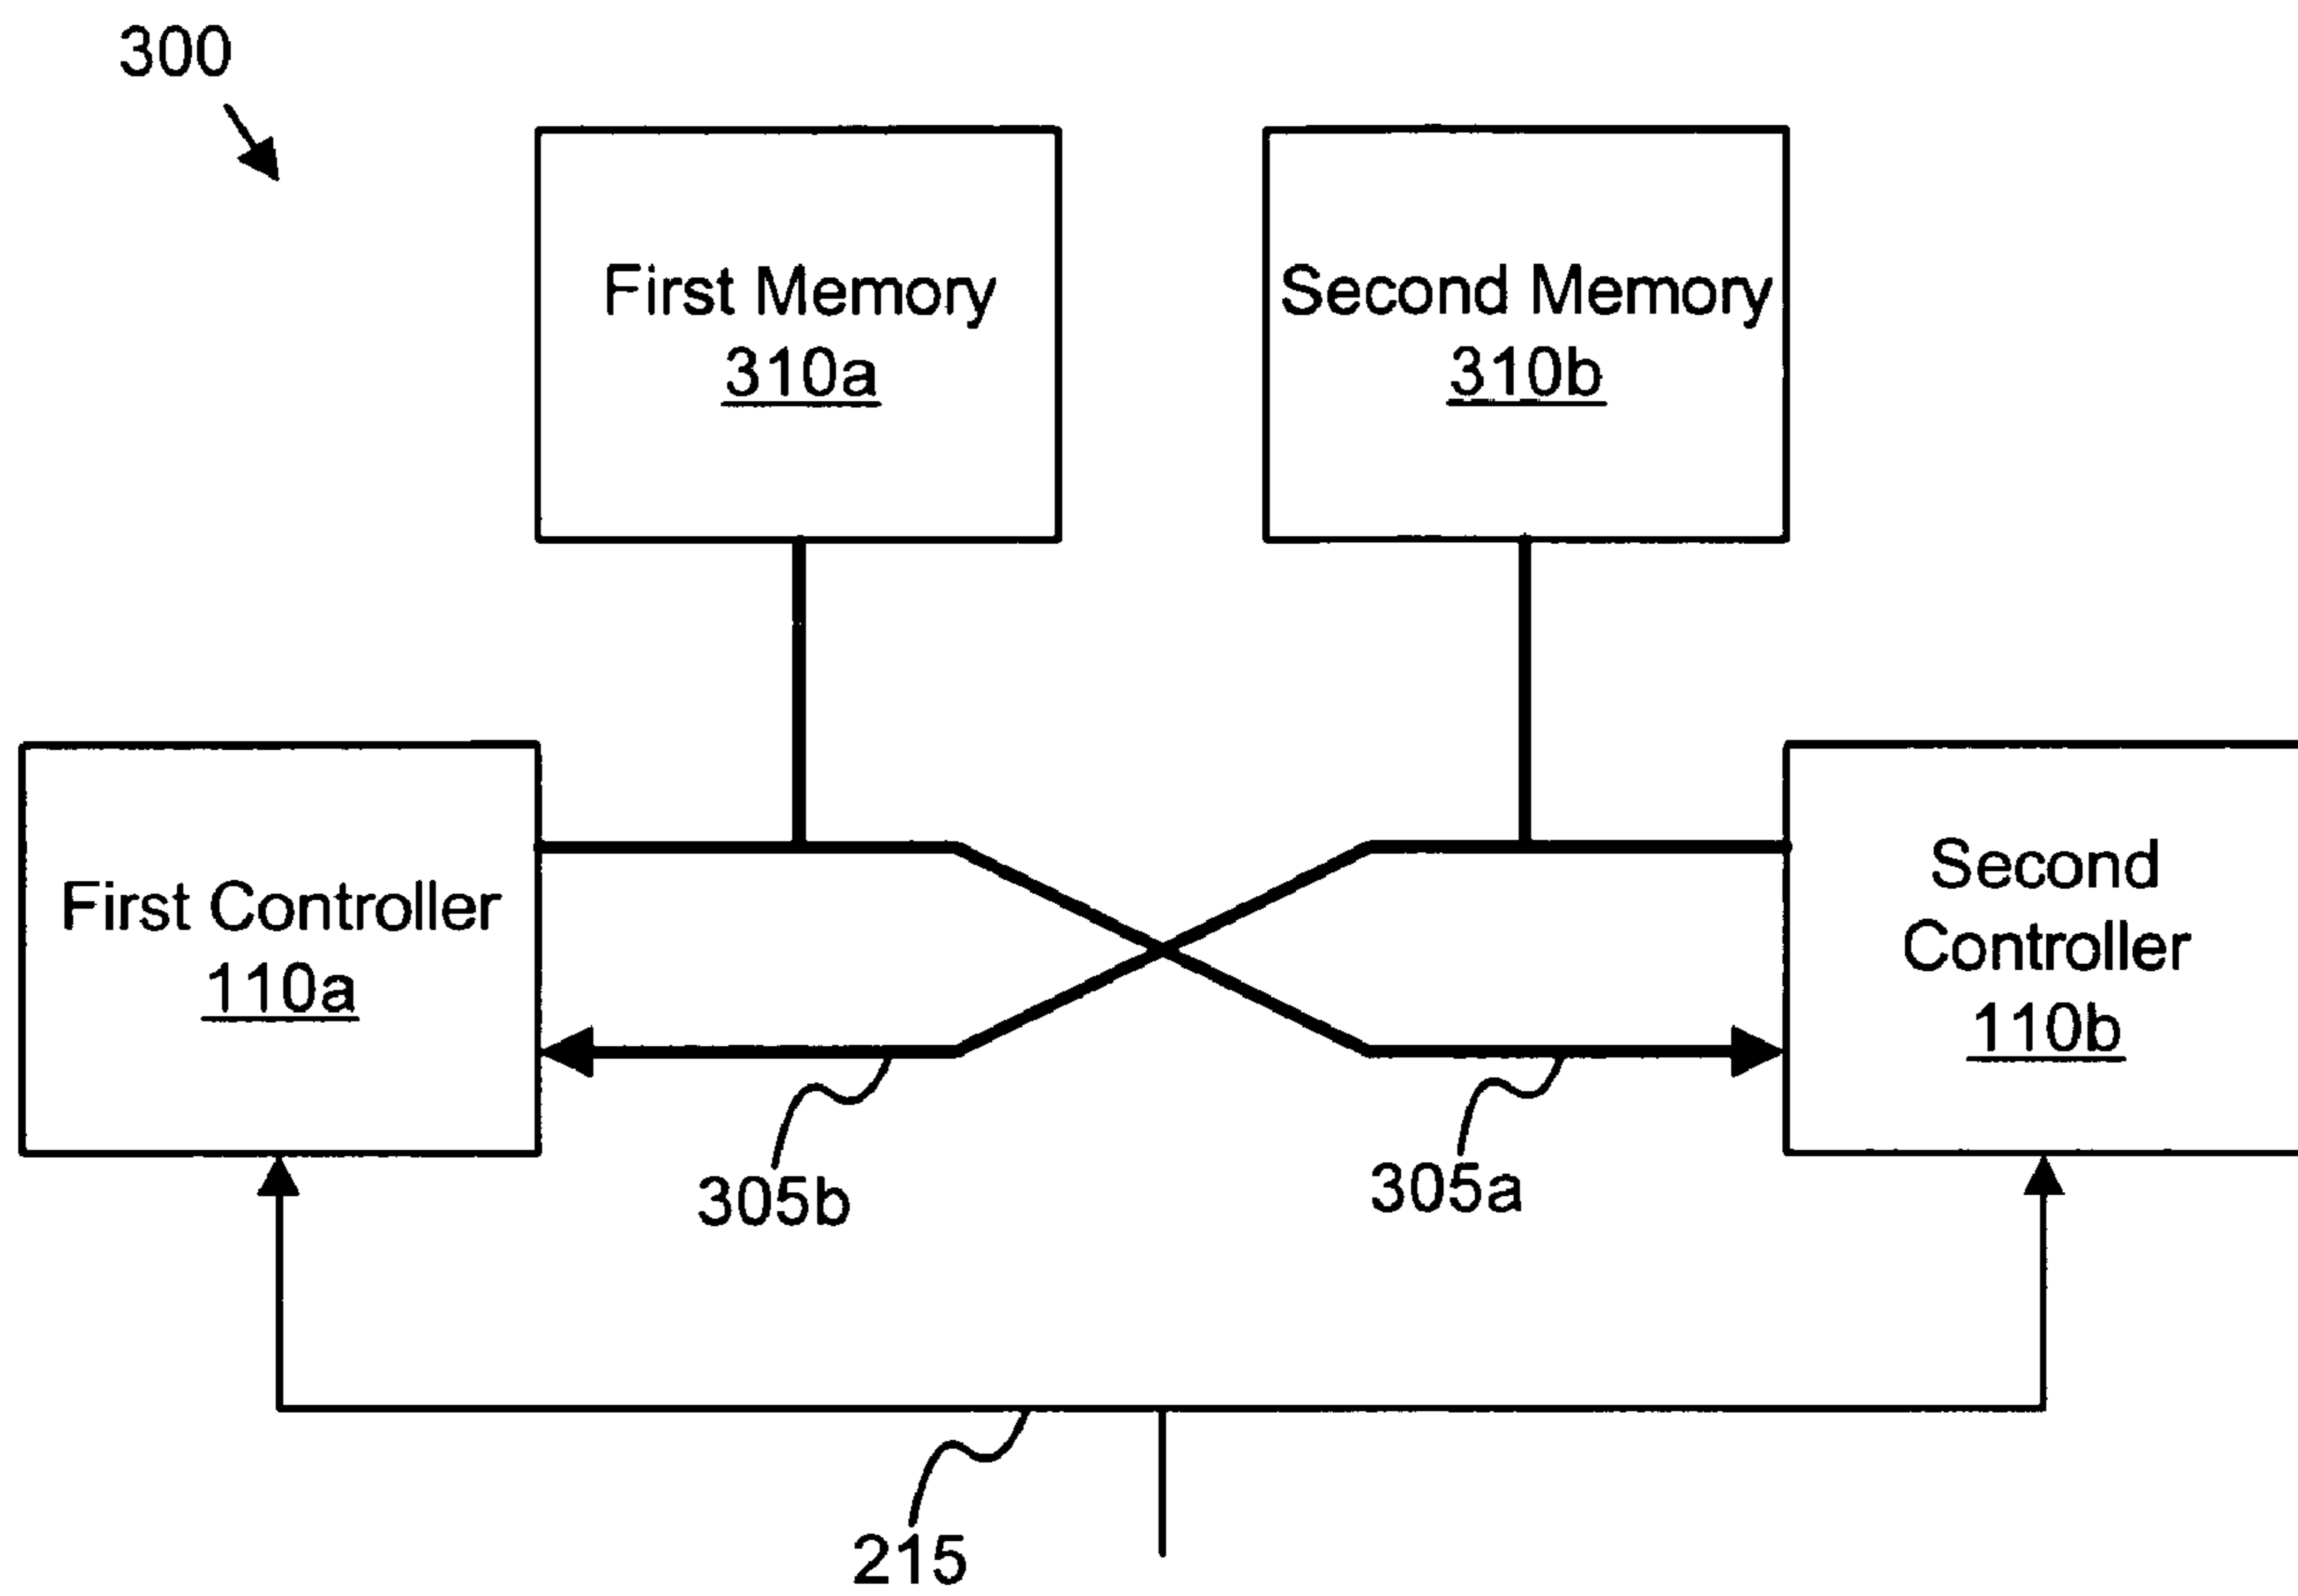 300
First Memory
310a
Second Memory
310b
First Controller
110a
Second
Controller
110b
305b
305a
215